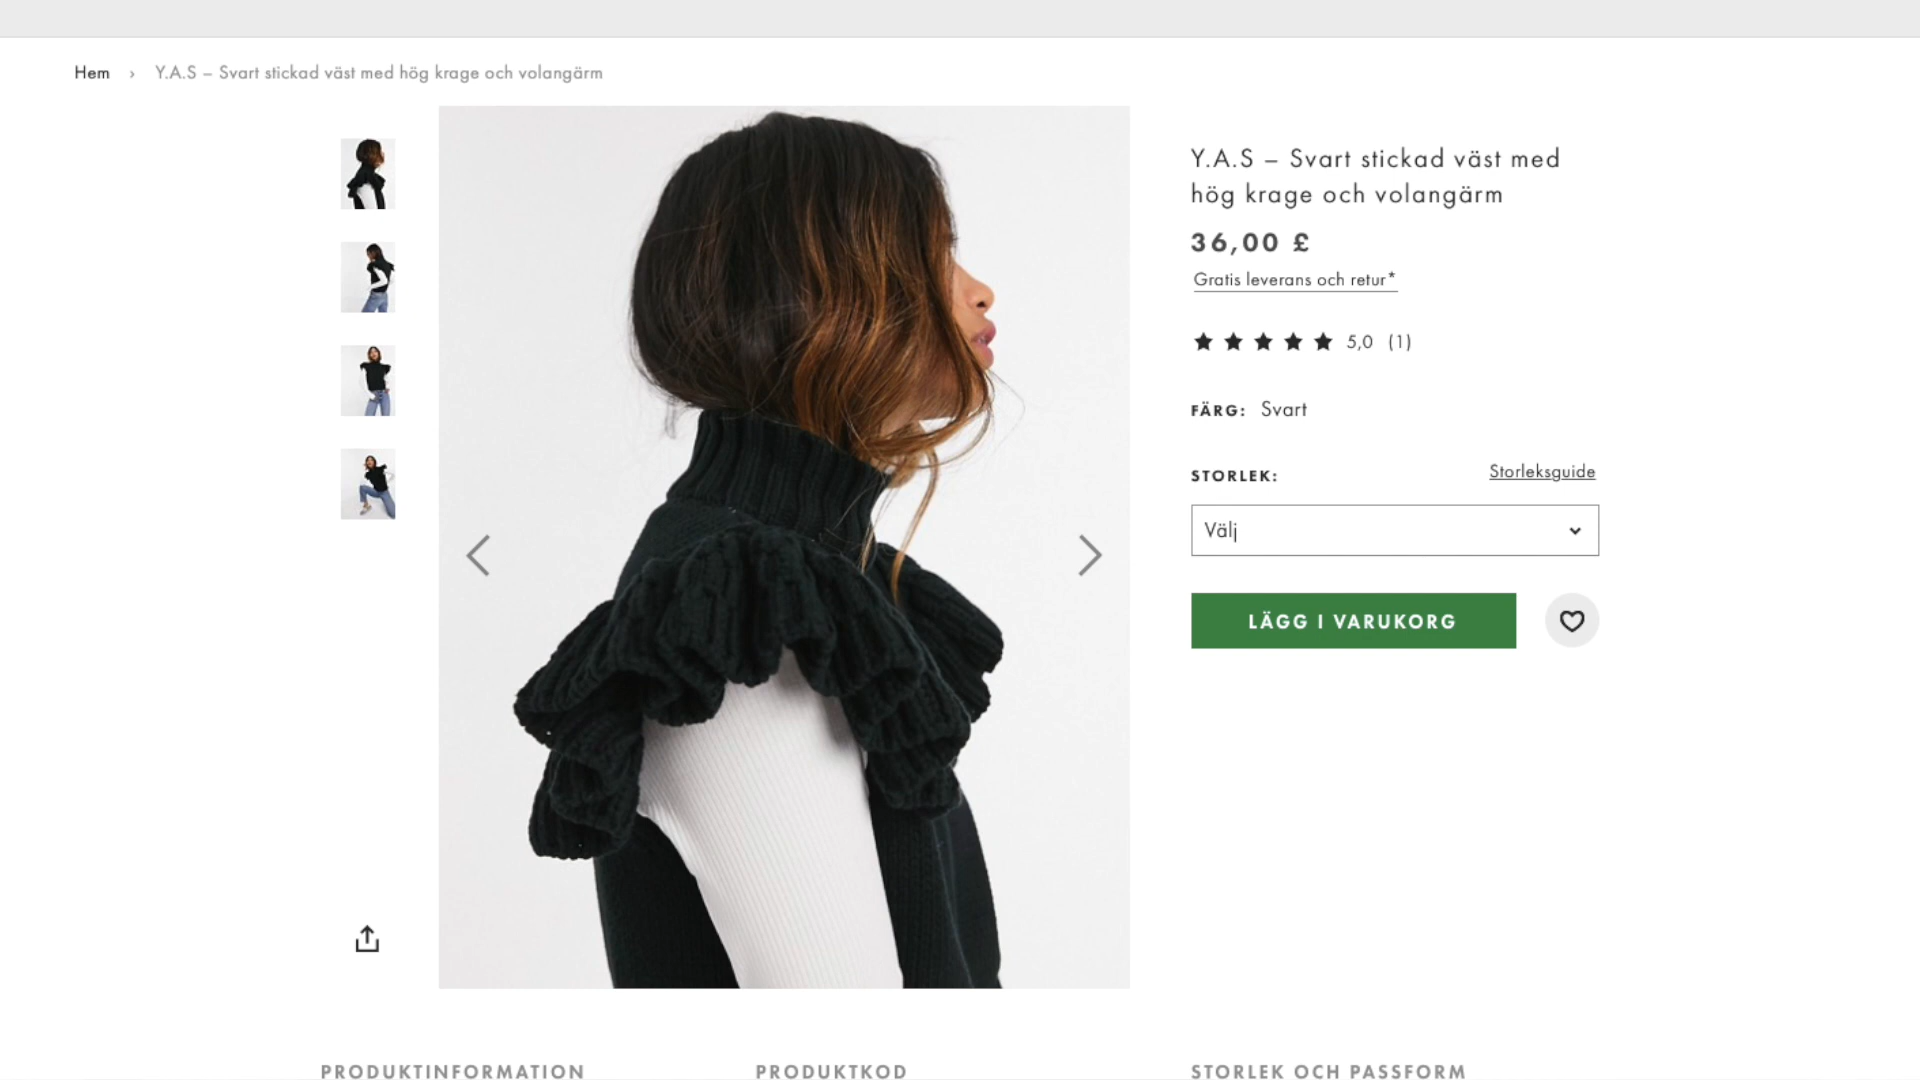 Hem › Y.A.S – Svart stickad väst med hög krage och volangärm
Y.A.S – Svart stickad väst med
hög krage och volangärm
36,00 £
Gratis leverans och retur*
5,0 (1)
FÄRG: Svart
STORLEK: Storleksguide
Välj
LÄGG I VARUKORG
PRODUKTINFORMATION PRODUKTKOD STORLEK OCH PASSFORM